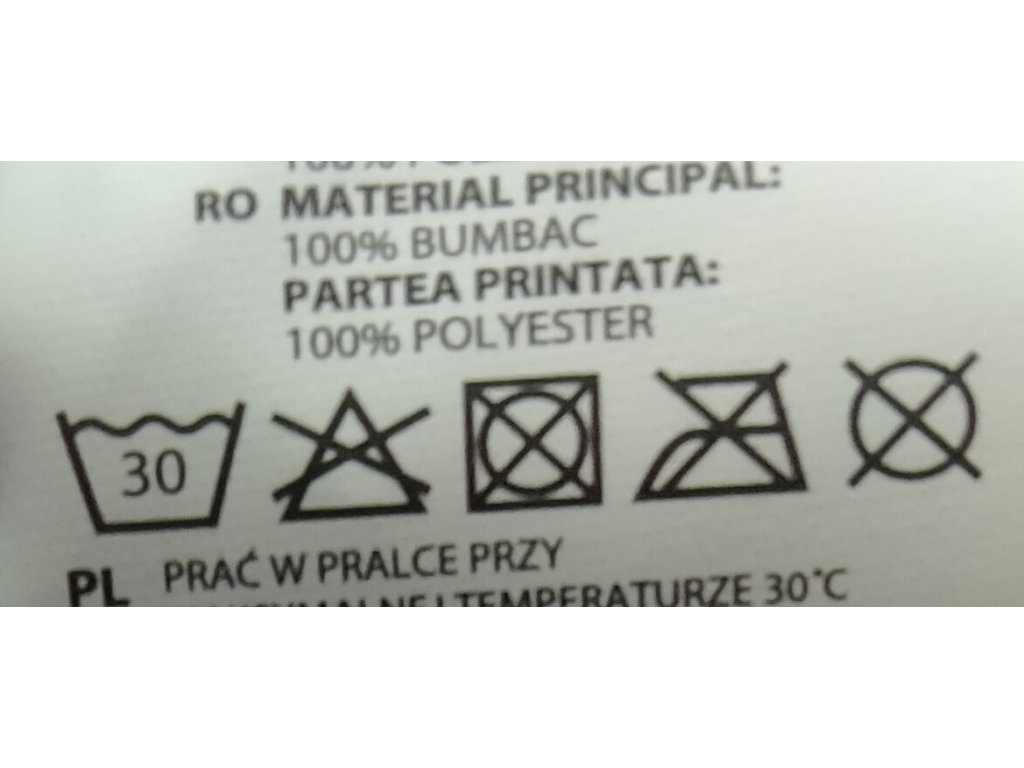 RO MATERIAL PRINCIPAL:
100% BUMBAC
PARTEA PRINTATA:
100% POLYESTER
30
PL PRAĆ W PRALCE PRZY
TEMPERATURZE 30°C